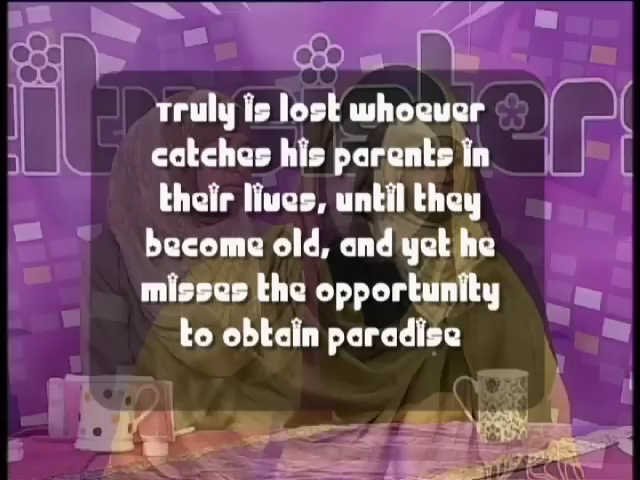 citysisters
Truly is lost whoever
catches his parents in
their lives, until they
become old, and yet he
misses the opportunity
to obtain paradise